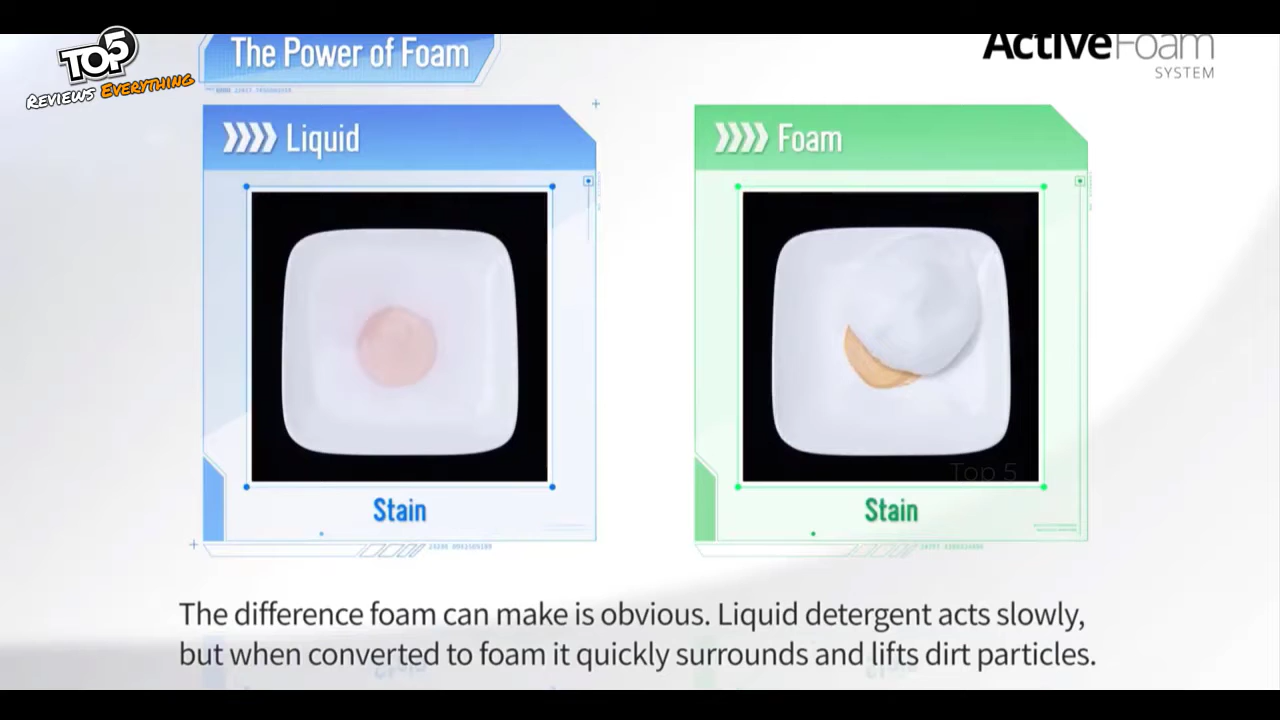 TOP5
REVIEWS EVERYTHING
The Power of Foam
ActiveFoam
SYSTEM
Liquid
Stain
Foam
Top 5
Stain
The difference foam can make is obvious. Liquid detergent acts slowly,
but when converted to foam it quickly surrounds and lifts dirt particles.